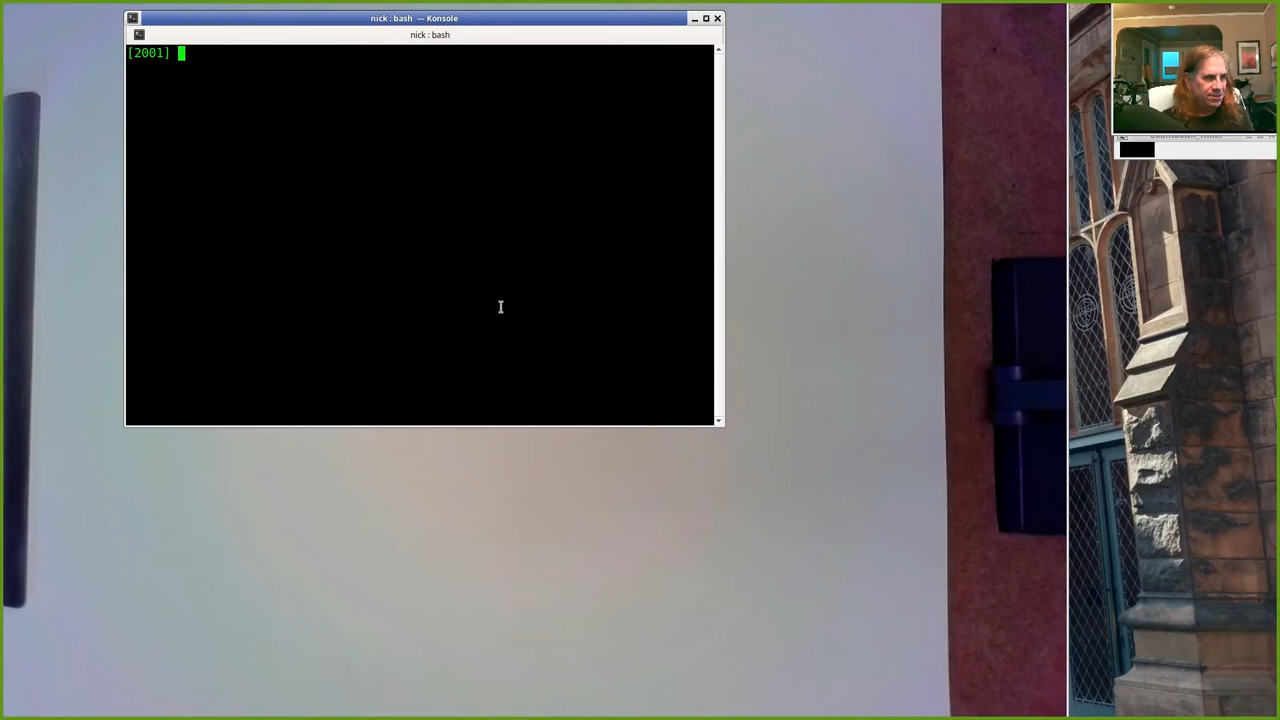 nick : bash — Konsole
nick : bash
[2001]